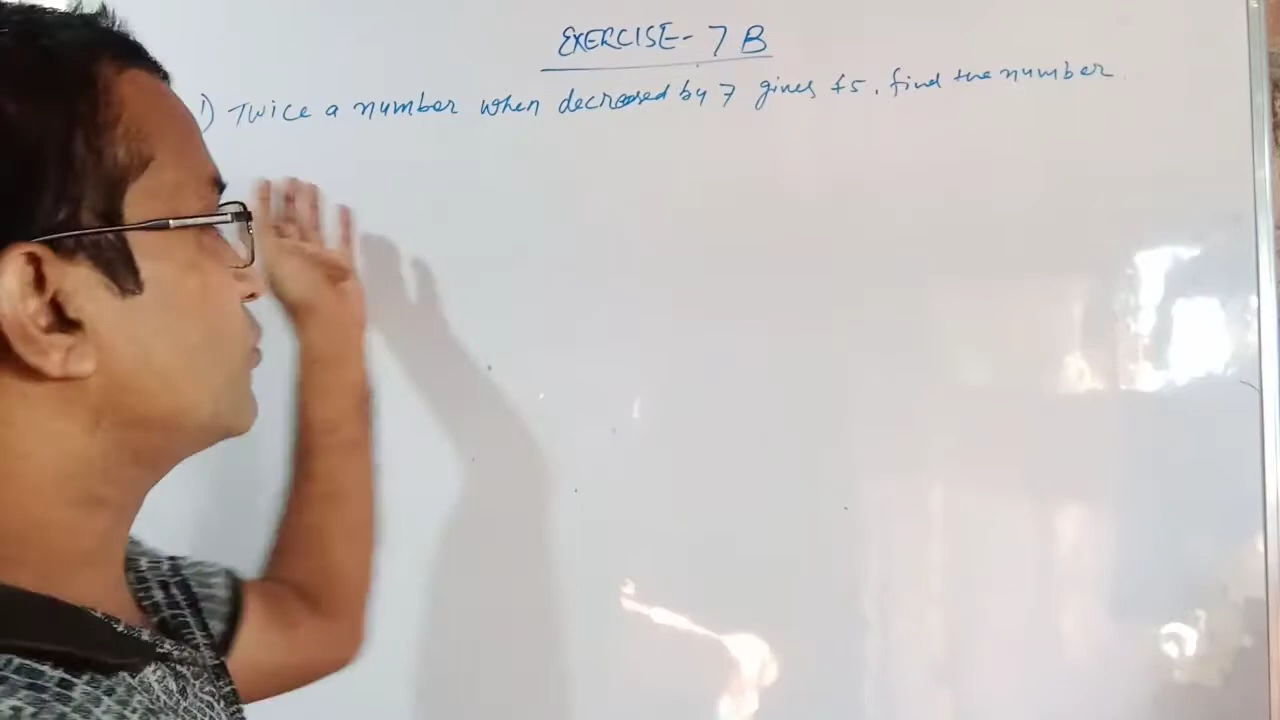 EXERCISE- 7 B
1) Twice a number when decreased by 7 gives 45. find the number.